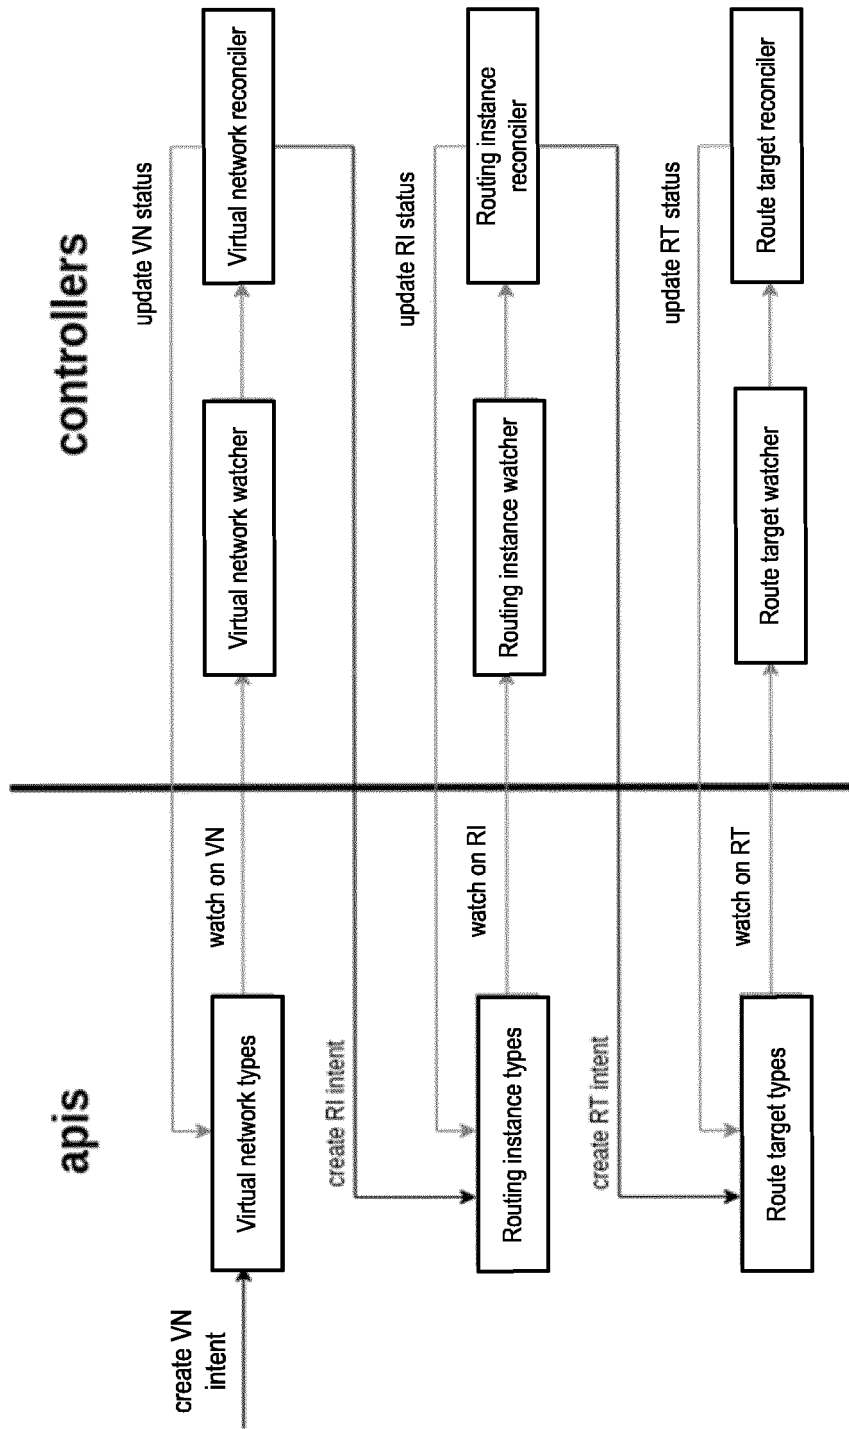 apis
controllers
create VN
intent
Virtual network types
watch on VN
Virtual network watcher
Virtual network reconciler
update VN status
create RI intent
Routing instance types
watch on RI
Routing instance watcher
Routing instance
reconciler
update RI status
create RT intent
Route target types
watch on RT
Route target watcher
Route target reconciler
update RT status